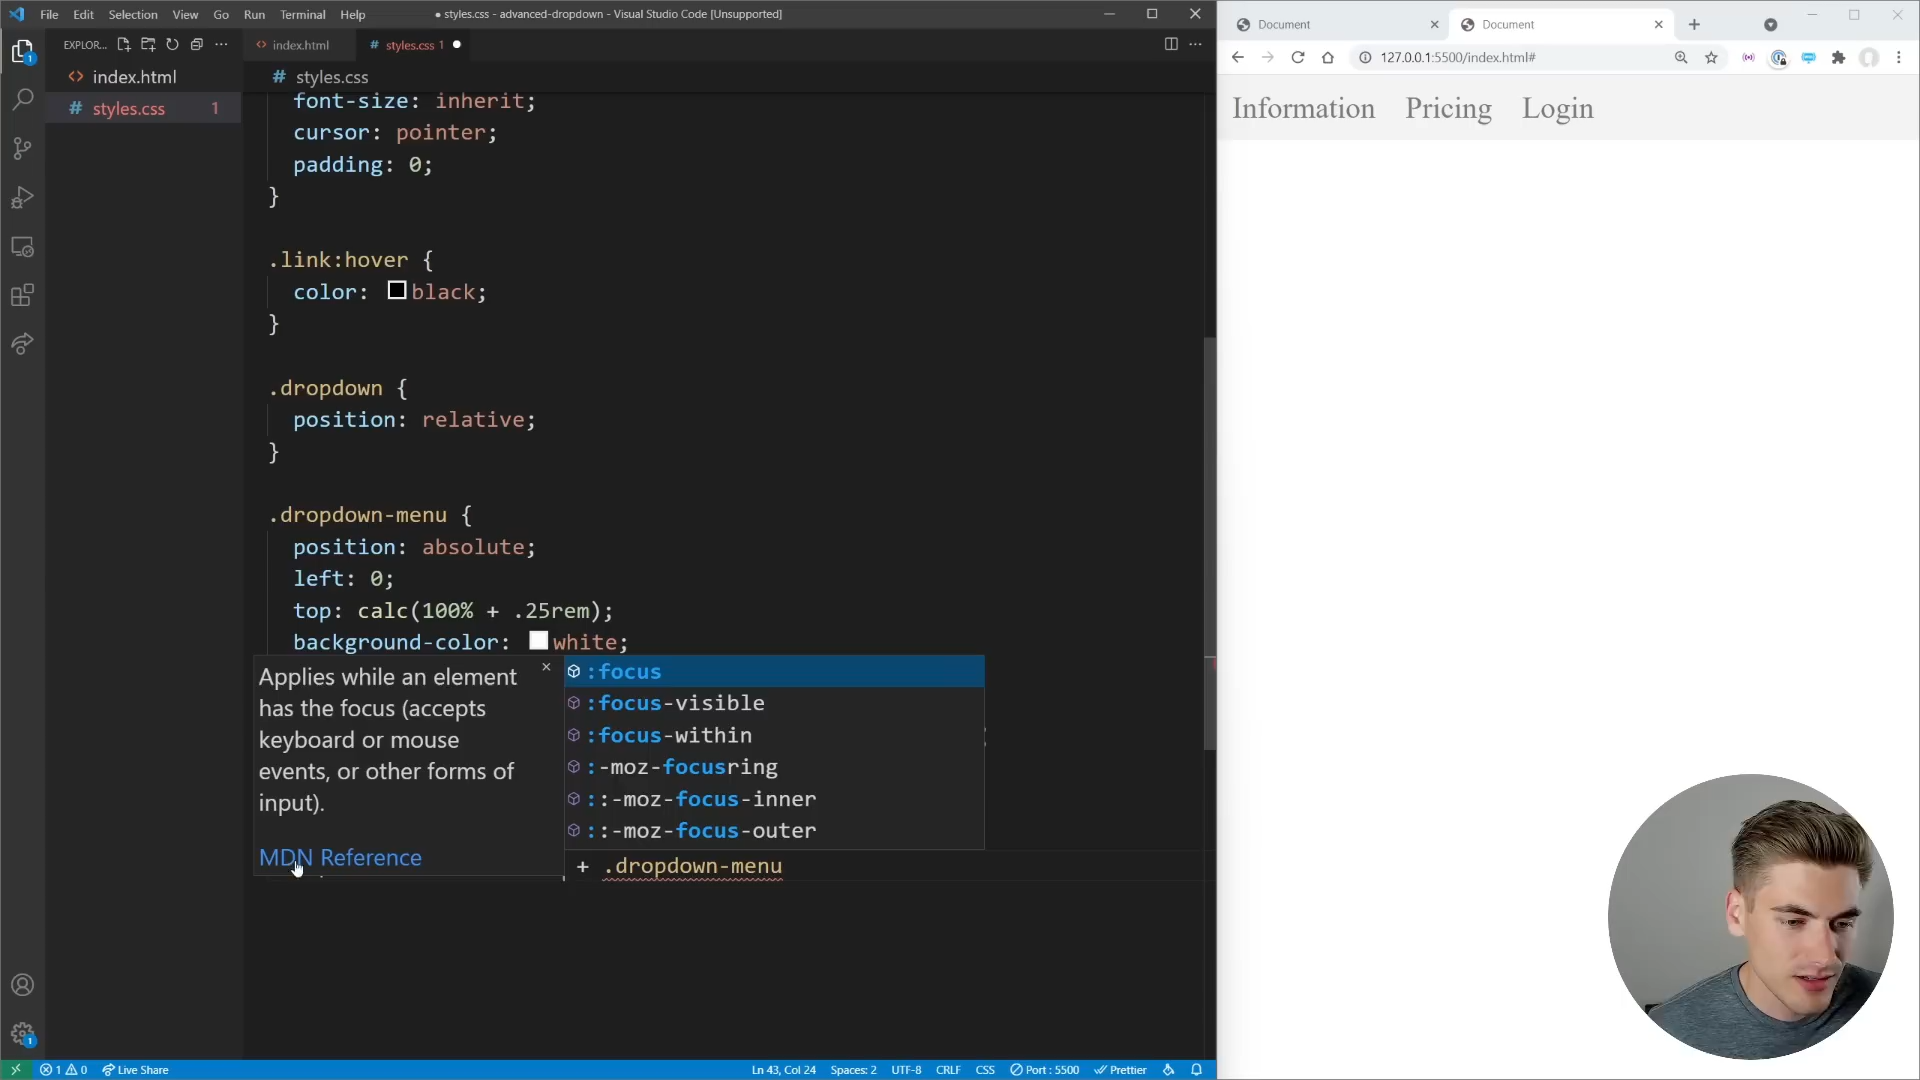 File Edit Selection View Go Run Terminal Help
● styles.css - advanced-dropdown - Visual Studio Code [Unsupported]
EXPLOR...
index.html
styles.css 1
index.html
styles.css 1
styles.css
font-size: inherit;
cursor: pointer;
padding: 0;
}
.link:hover {
color: black;
}
.dropdown {
position: relative;
}
.dropdown-menu {
position: absolute;
left: 0;
top: calc(100% + .25rem);
background-color: white;
Applies while an element
has the focus (accepts
keyboard or mouse
events, or other forms of
input).
MDN Reference
:focus
:focus-visible
:focus-within
:-moz-focusring
::-moz-focus-inner
::-moz-focus-outer
+ .dropdown-menu
1
1
1 0 Live Share
Ln 43, Col 24 Spaces: 2 UTF-8 CRLF CSS Port : 5500 Prettier
Document
Document
127.0.0.1:5500/index.html#
Information Pricing Login